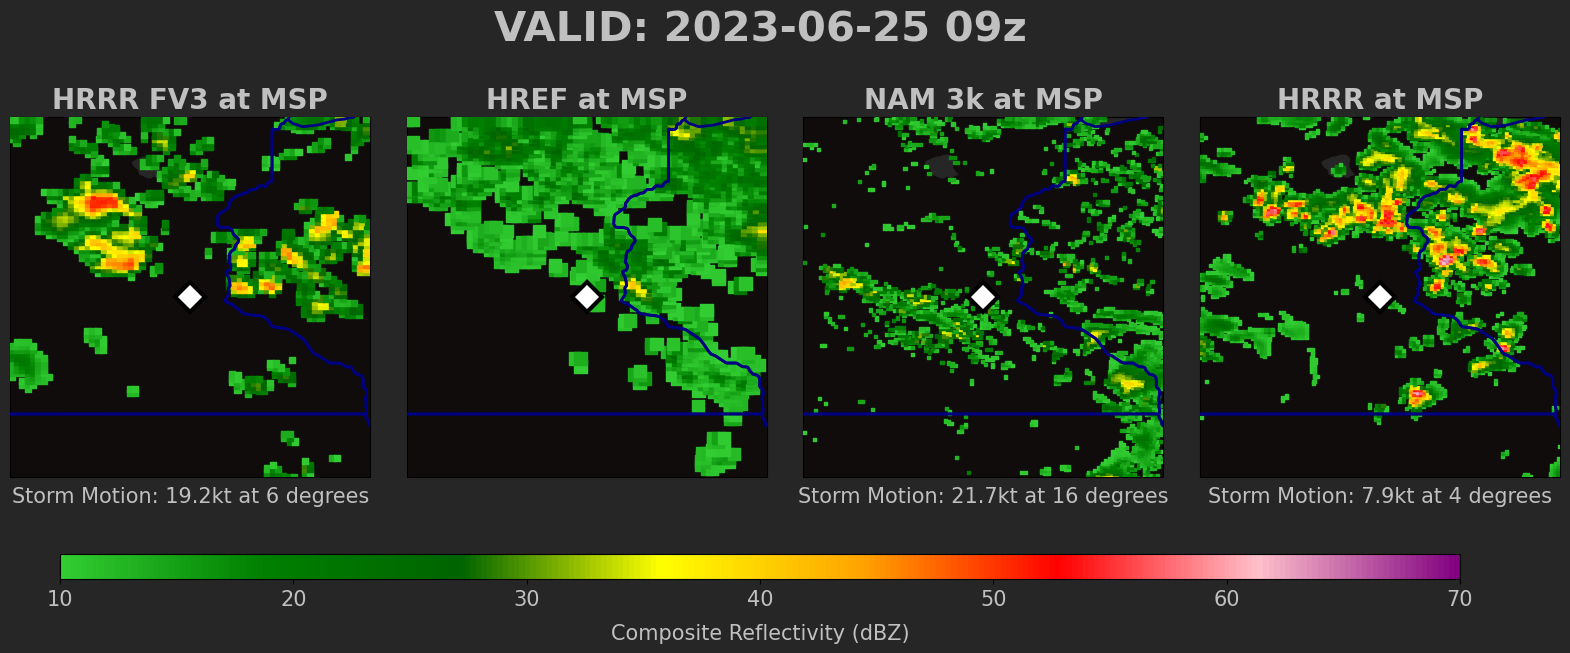 VALID: 2023-06-25 09z
HRRR FV3 at MSP
HREF at MSP
NAM 3k at MSP
HRRR at MSP
Storm Motion: 19.2kt at 6 degrees
Storm Motion: 21.7kt at 16 degrees
Storm Motion: 7.9kt at 4 degrees
10 20 30 40 50 60 70
Composite Reflectivity (dBZ)